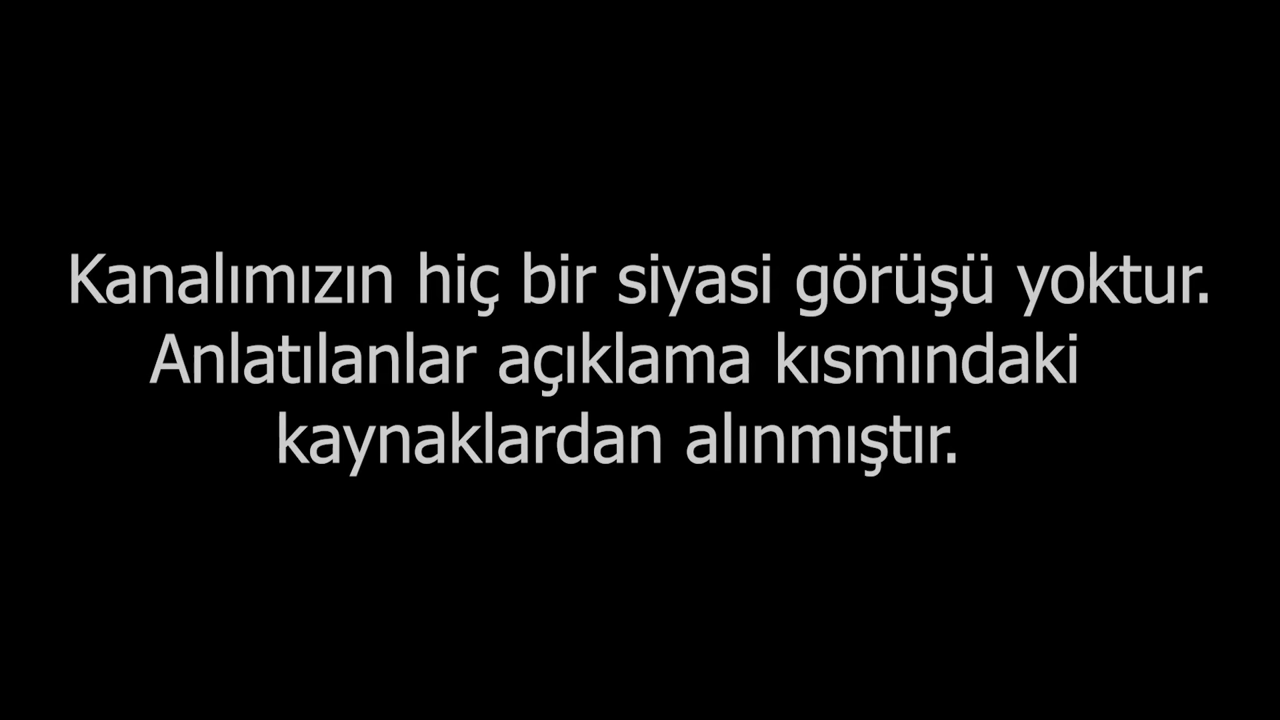 Kanalımızın hiç bir siyasi görüşü yoktur.
Anlatılanlar açıklama kısmındaki
kaynaklardan alınmıştır.